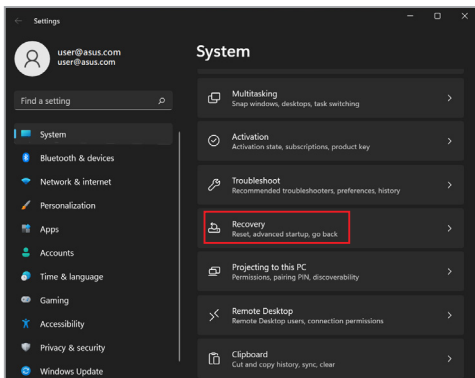 Settings
user@asus.com
user@asus.com
Find a setting
System
Bluetooth & devices
Network & internet
Personalization
Apps
Accounts
Time & language
Gaming
Accessibility
Privacy & security
Windows Update
System
Multitasking
Snap windows, desktops, task switching
Activation
Activation state, subscriptions, product key
Troubleshoot
Recommended troubleshooters, preferences, history
Recovery
Reset, advanced startup, go back
Projecting to this PC
Permissions, pairing PIN, discoverability
Remote Desktop
Remote Desktop users, connection permissions
Clipboard
Cut and copy history, sync, clear